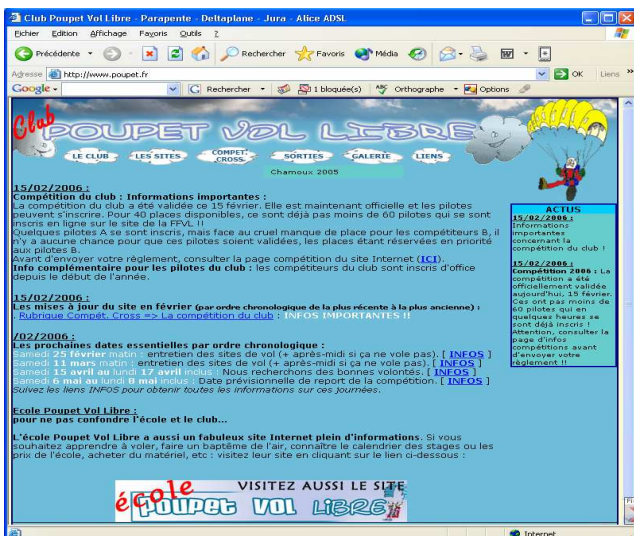 Club Poupet Vol Libre - Parapente - Deltaplane - Jura - Alice ADSL
Fichier Edition Affichage Favoris Outils ?
Précédente Rechercher Favoris Média
Adresse http://www.poupet.fr OK Liens »
Google Rechercher 1 bloquée(s) Orthographe Options
Club
POUPET VOL LIBRE
LE CLUB LES SITES COMPET. CROSS SORTIES GALERIE LIENS
Chamoux 2005
15/02/2006 :
Compétition du club : Informations importantes :
La compétition du club a été validée ce 15 février. Elle est maintenant officielle et les pilotes
peuvent s'inscrire. Pour 40 places disponibles, ce sont déjà pas moins de 60 pilotes qui se sont
inscris en ligne sur le site de la FFVL !!
Quelques pilotes A se sont inscris, mais face au cruel manque de place pour les compétiteurs B, il
n'y a aucune chance pour que ces pilotes soient validées, les places étant réservées en priorité
aux pilotes B.
Avant d'envoyer votre règlement, consulter la page compétition du site Internet (ICI).
Info complémentaire pour les pilotes du club : les compétiteurs du club sont inscris d'office
depuis le début de l'année.
15/02/2006 :
Les mises à jour du site en février (par ordre chronologique de la plus récente à la plus ancienne) :
. Rubrique Compét. Cross => La compétition du club : INFOS IMPORTANTES !!
/02/2006 :
Les prochaines dates essentielles par ordre chronologique :
Samedi 25 février matin : entretien des sites de vol (+ après-midi si ça ne vole pas). [ INFOS ]
Samedi 11 mars matin : entretien des sites de vol (+ après-midi si ça ne vole pas). [ INFOS ]
Samedi 15 avril au lundi 17 avril inclus : Nous recherchons des bonnes volontés. [ INFOS ]
Samedi 6 mai au lundi 8 mai inclus : Date prévisionnelle de report de la compétition. [ INFOS ]
Suivez les liens INFOS pour obtenir toutes les informations sur ces journées.
Ecole Poupet Vol Libre :
pour ne pas confondre l'école et le club...
L'école Poupet Vol Libre a aussi un fabuleux site Internet plein d'informations. Si vous
souhaitez apprendre à voler, faire un baptême de l'air, connaître le calendrier des stages ou les
prix de l'école, acheter du matériel, etc : visitez leur site en cliquant sur le lien ci-dessous :
VISITEZ AUSSI LE SITE
école
POUPET VOL LIBRE
ACTUS
15/02/2006 :
Informations
importantes
concernant la
compétition du club !
15/02/2006 :
Compétition 2006 : La
compétition a été
officiellement validée
aujourd'hui, 15 février.
Ces ont pas moins de
60 pilotes qui en
quelques heures se
sont déjà inscris !
Attention, consulter la
page d'infos
compétitions avant
d'envoyer votre
règlement !!
Internet